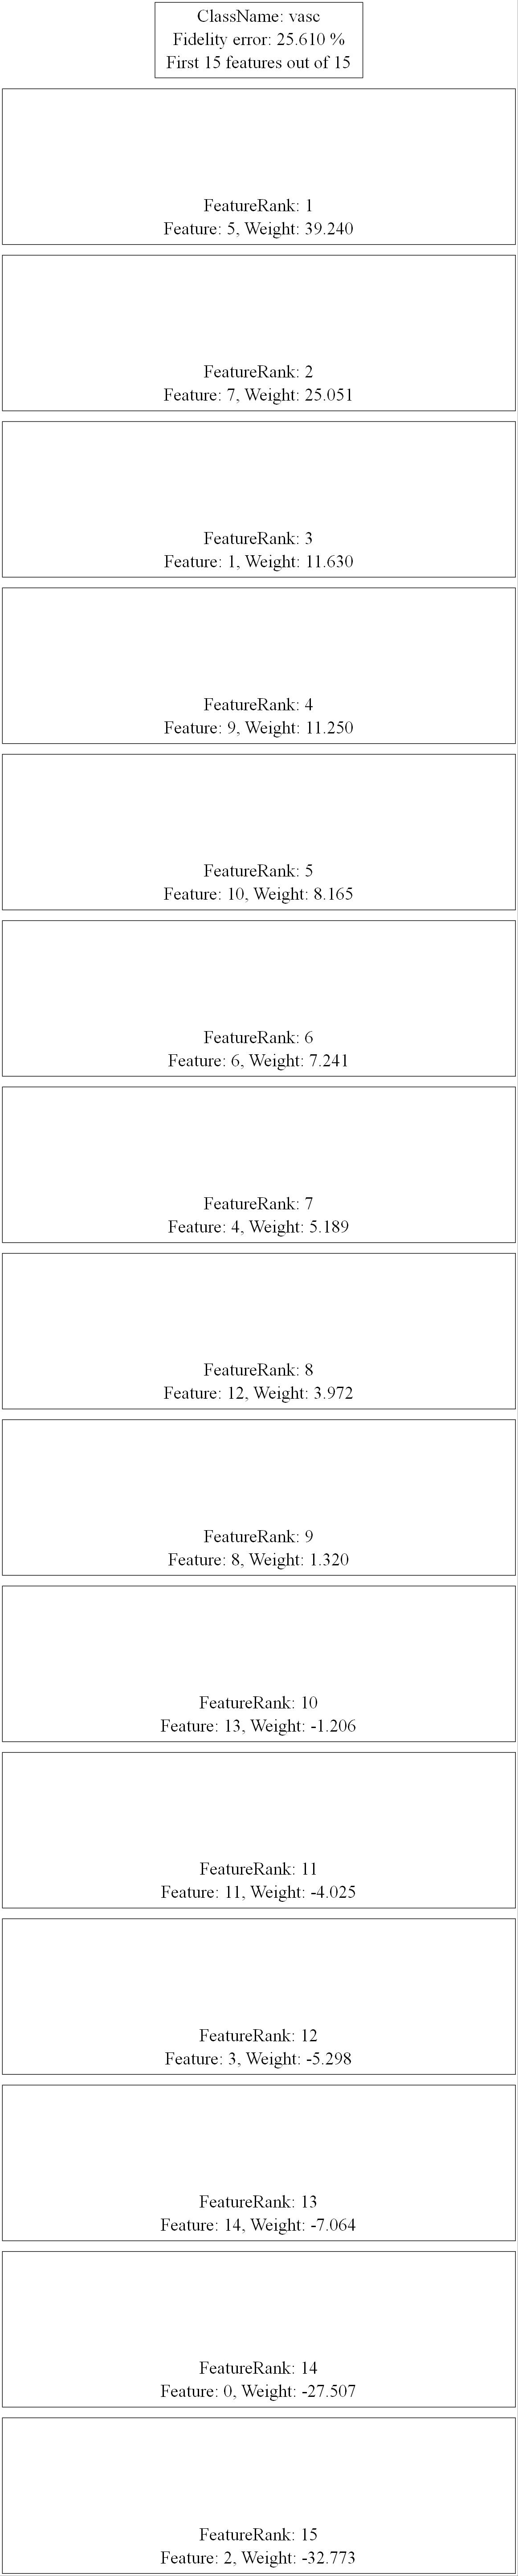 ClassName: vasc
Fidelity error: 25.610 %
First 15 features out of 15
FeatureRank: 1
Feature: 5, Weight: 39.240
FeatureRank: 2
Feature: 7, Weight: 25.051
FeatureRank: 3
Feature: 1, Weight: 11.630
FeatureRank: 4
Feature: 9, Weight: 11.250
FeatureRank: 5
Feature: 10, Weight: 8.165
FeatureRank: 6
Feature: 6, Weight: 7.241
FeatureRank: 7
Feature: 4, Weight: 5.189
FeatureRank: 8
Feature: 12, Weight: 3.972
FeatureRank: 9
Feature: 8, Weight: 1.320
FeatureRank: 10
Feature: 13, Weight: -1.206
FeatureRank: 11
Feature: 11, Weight: -4.025
FeatureRank: 12
Feature: 3, Weight: -5.298
FeatureRank: 13
Feature: 14, Weight: -7.064
FeatureRank: 14
Feature: 0, Weight: -27.507
FeatureRank: 15
Feature: 2, Weight: -32.773